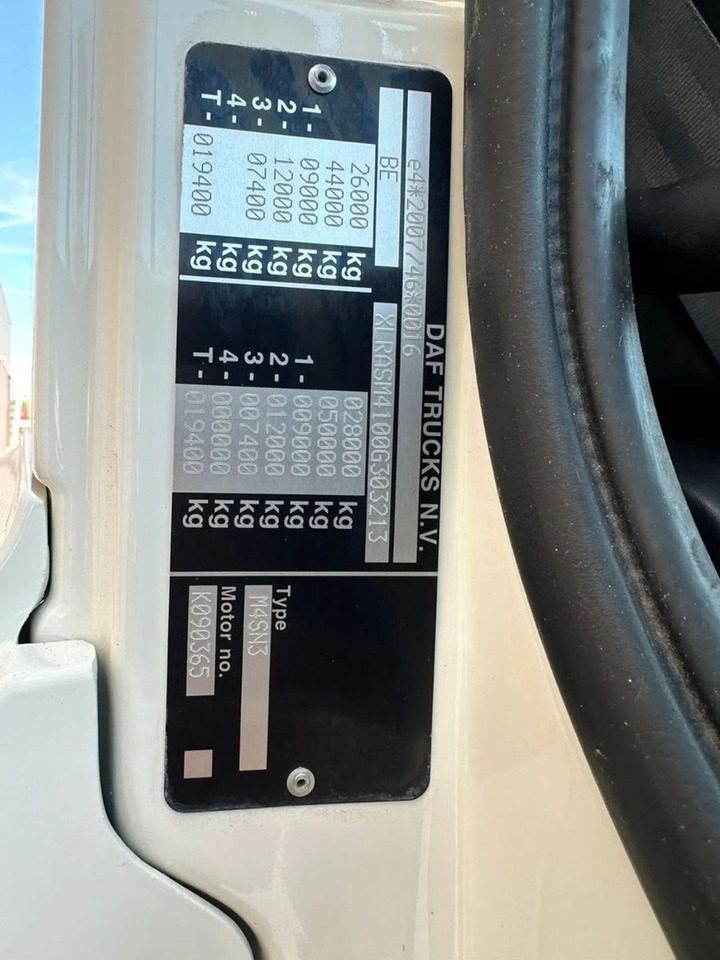 DAF TRUCKS N.V.
e4*2007/46*0016
BE XLRASM4100G303213
26000 kg 028000 kg
44000 kg 050000 kg
1- 09000 kg 1- 009000 kg
2- 12000 kg 2- 012000 kg
3- 07400 kg 3- 007400 kg
4- kg 4- 000000 kg
T- 019400 kg T- 019400 kg
Type
M4SN3
Motor no.
K090365